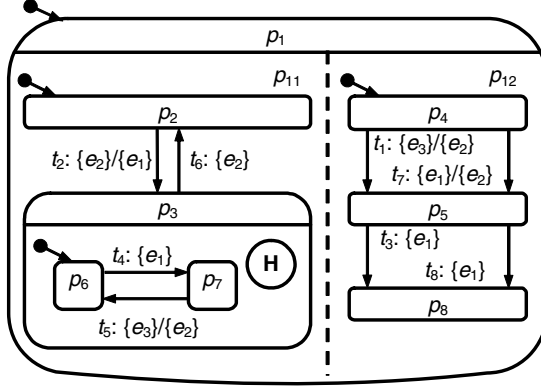 p1
p11
p12
p2
p4
t2: {e2}/{e1}
t6: {e2}
t1: {e3}/{e2}
t7: {e1}/{e2}
p3
p5
t4: {e1}
H
t3: {e1}
p6
p7
t8: {e1}
t5: {e3}/{e2}
p8